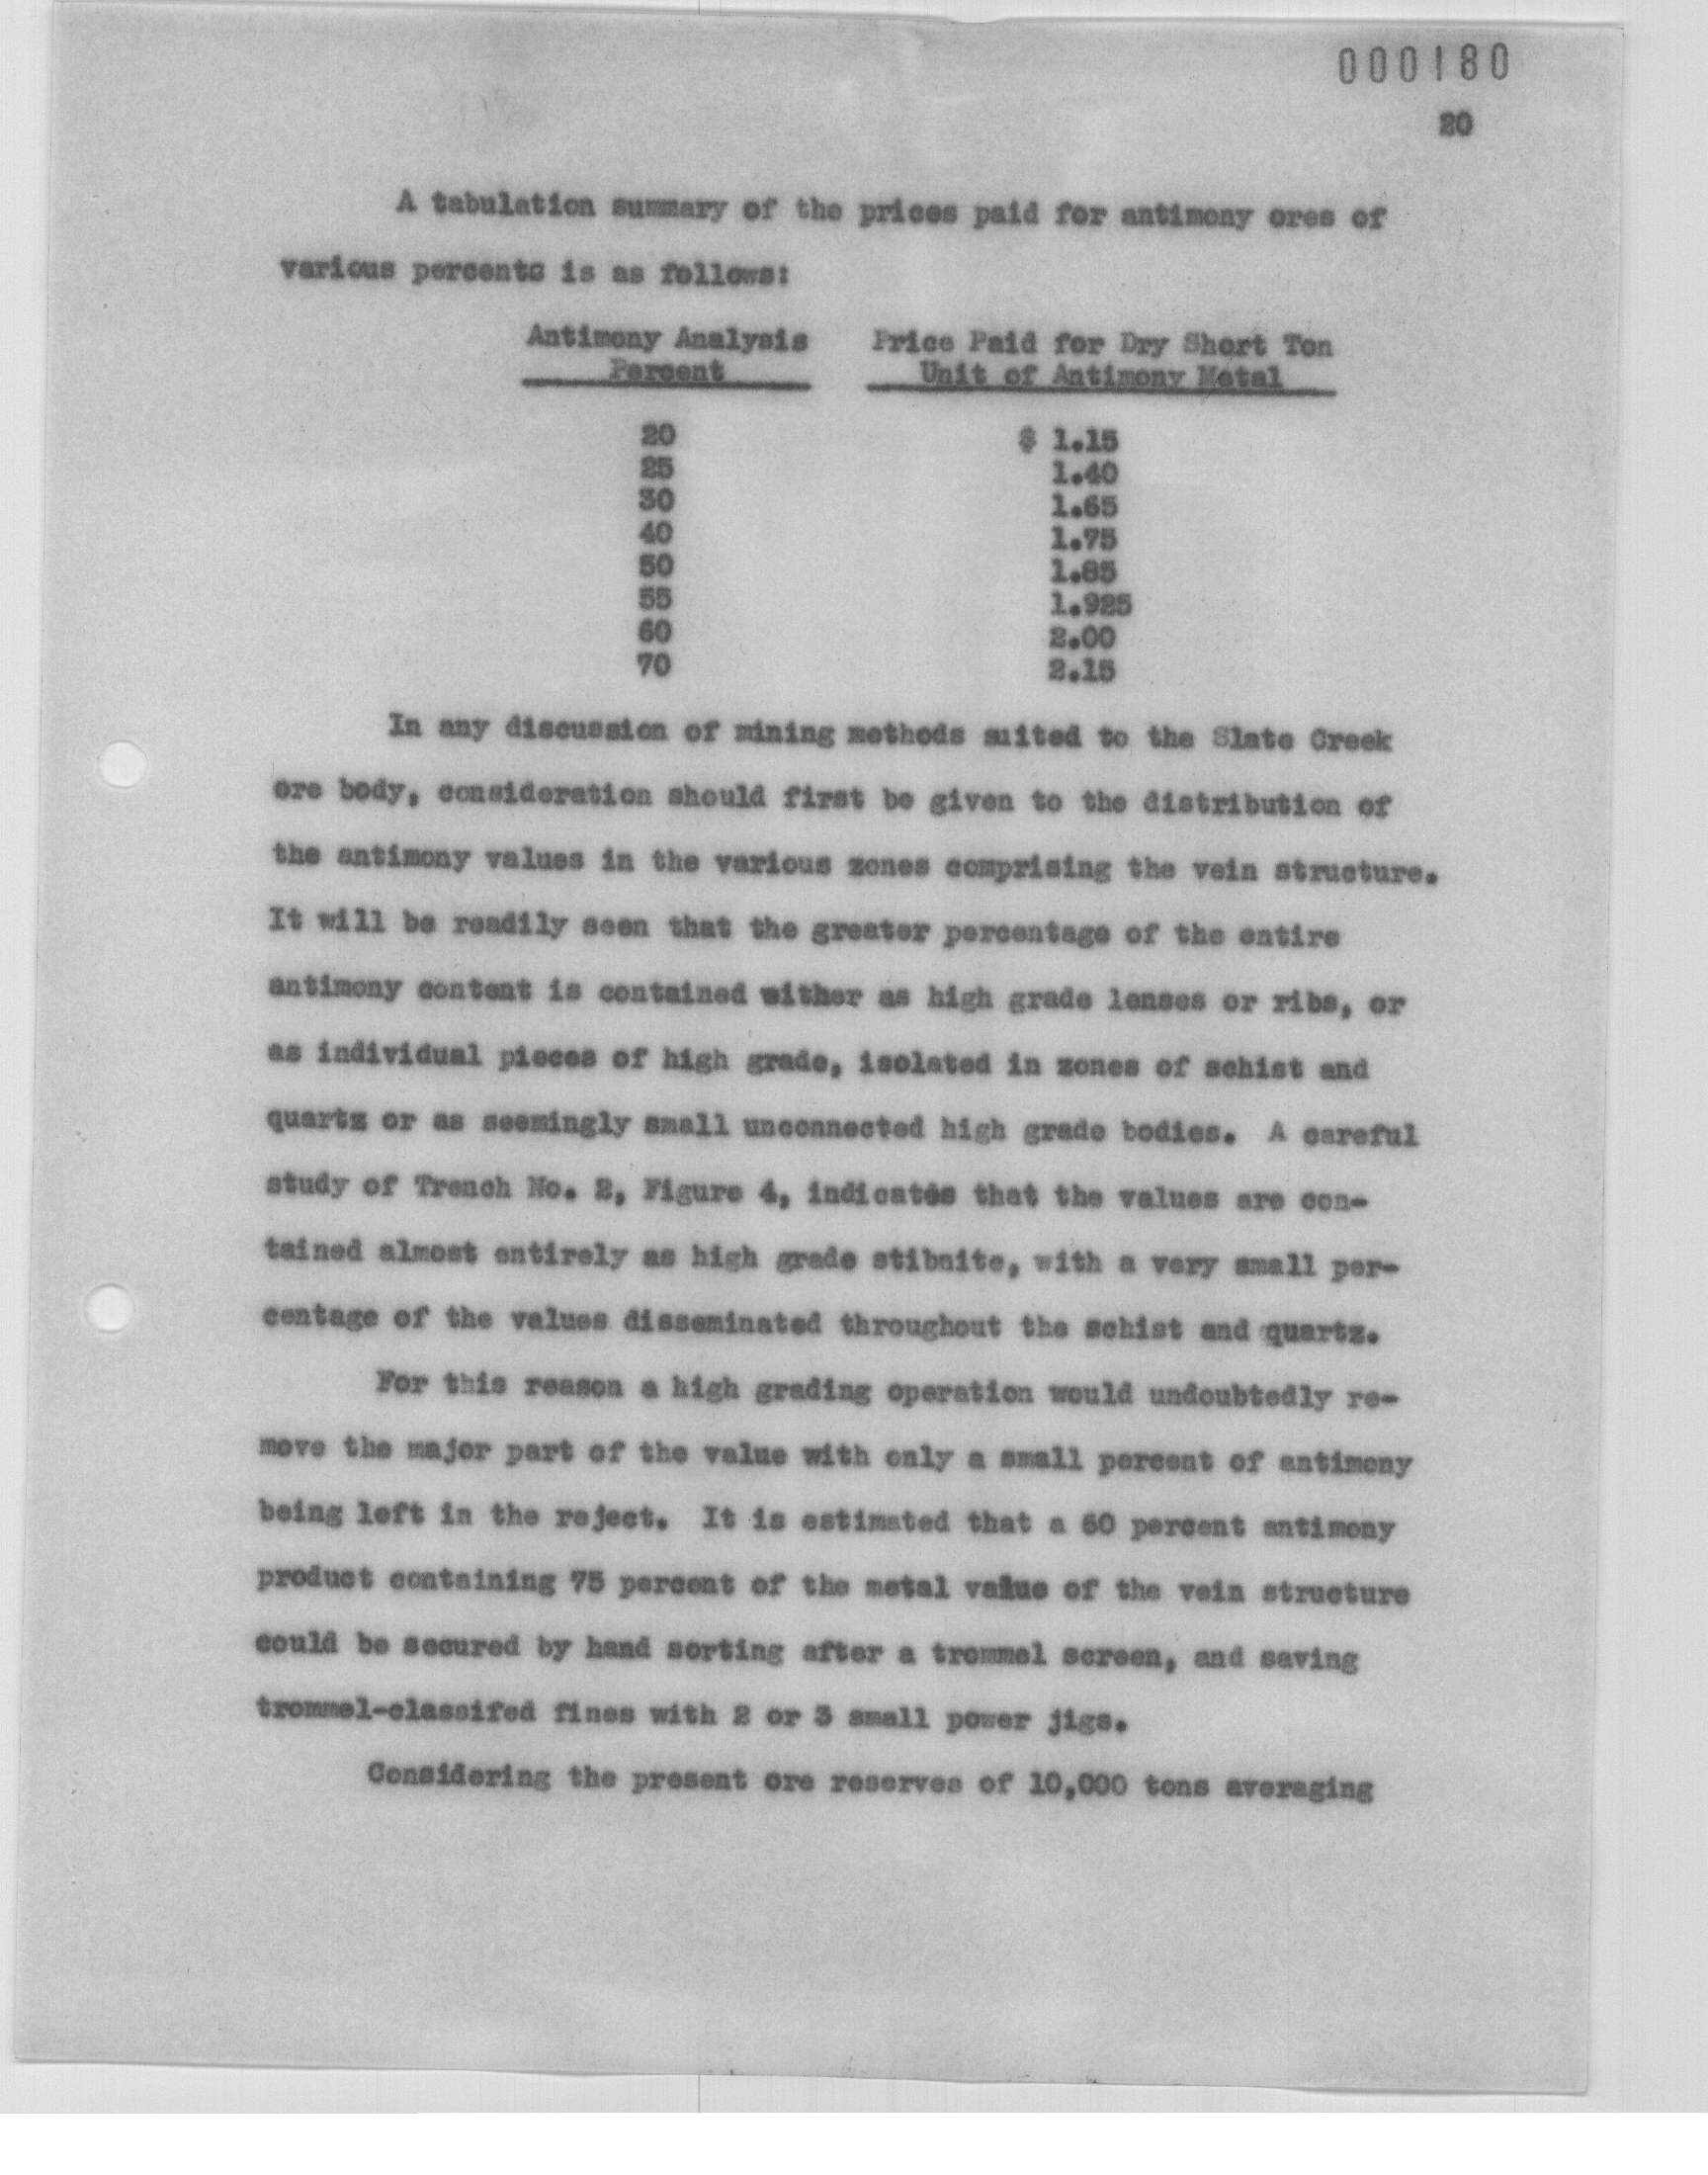 000180
20
A tabulation summary of the prices paid for antimony ores of
various percents is as follows:
Antimony Analysis Price Paid for Dry Short Ton
Percent Unit of Antimony Metal
20 $ 1.15
25 1.40
30 1.65
40 1.75
50 1.85
55 1.925
60 2.00
70 2.15
In any discussion of mining methods suited to the Slate Creek
ore body, consideration should first be given to the distribution of
the antimony values in the various zones comprising the vein structure.
It will be readily seen that the greater percentage of the entire
antimony content is contained either as high grade lenses or ribs, or
as individual pieces of high grade, isolated in zones of schist and
quartz or as seemingly small unconnected high grade bodies. A careful
study of Trench No. 2, Figure 4, indicates that the values are con-
tained almost entirely as high grade stibnite, with a very small per-
centage of the values disseminated throughout the schist and quartz.
For this reason a high grading operation would undoubtedly re-
move the major part of the value with only a small percent of antimony
being left in the reject. It is estimated that a 60 percent antimony
product containing 75 percent of the metal value of the vein structure
could be secured by hand sorting after a trommel screen, and saving
trommel-classifed fines with 2 or 3 small power jigs.
Considering the present ore reserves of 10,000 tons averaging